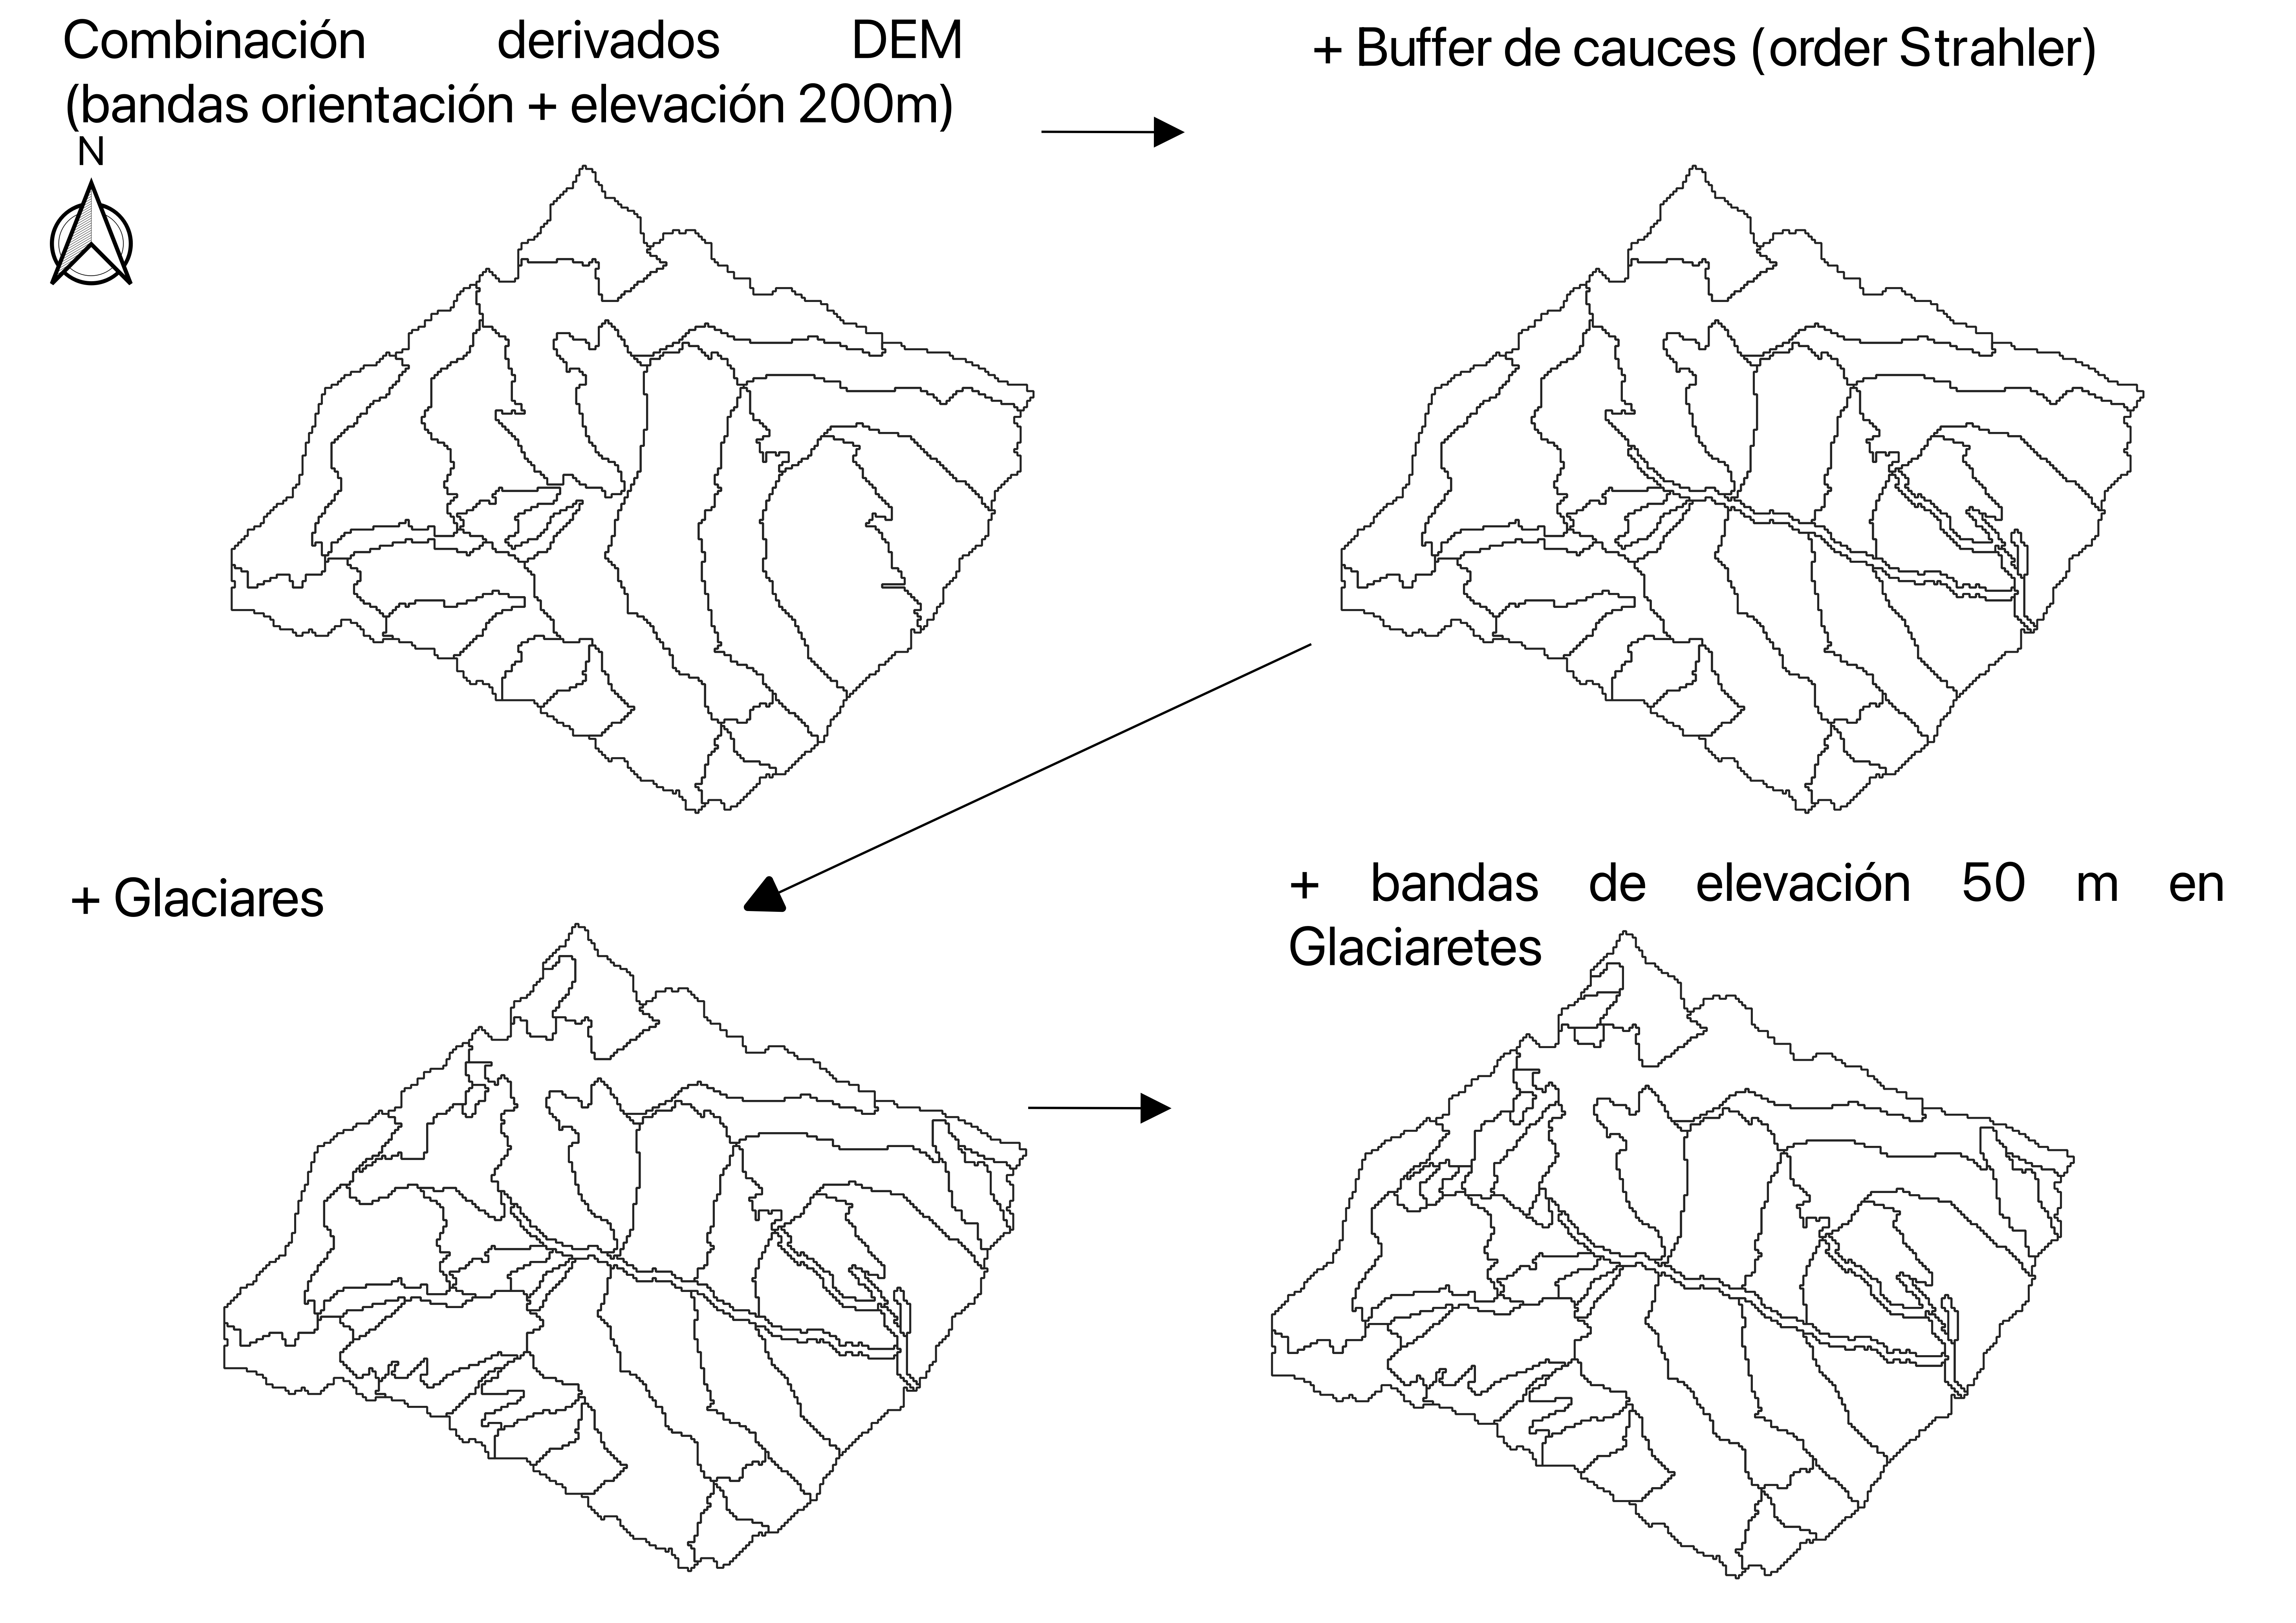 Combinación derivados DEM
(bandas orientación + elevación 200m)
N
+ Buffer de cauces (order Strahler)
+ Glaciares
+ bandas de elevación 50 m en
Glaciaretes